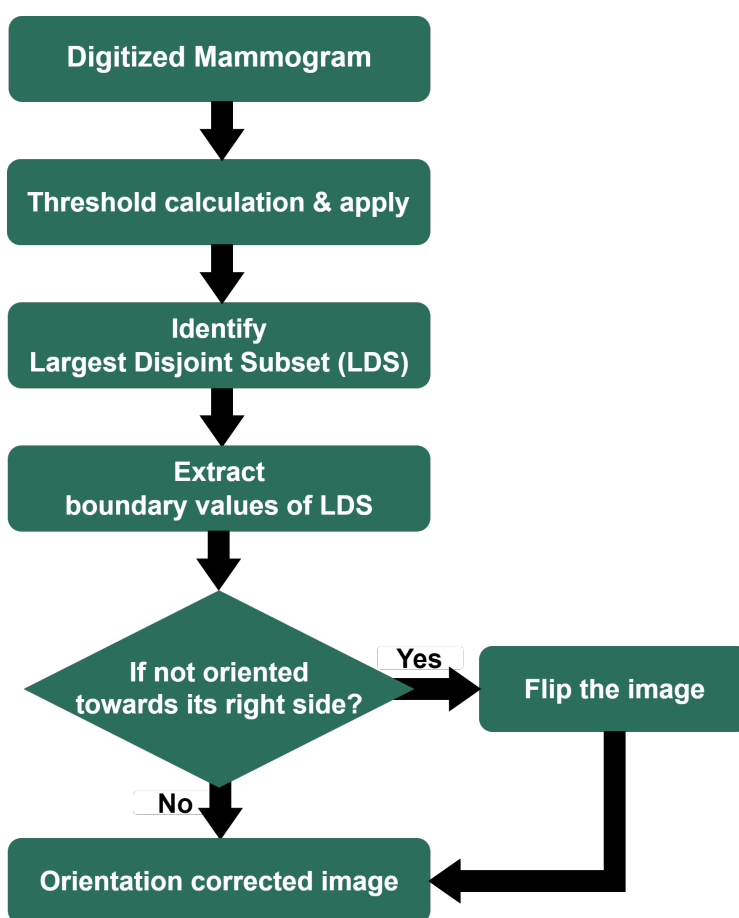 Digitized Mammogram
Threshold calculation & apply
Identify
Largest Disjoint Subset (LDS)
Extract
boundary values of LDS
If not oriented
towards its right side?
Yes
Flip the image
No
Orientation corrected image